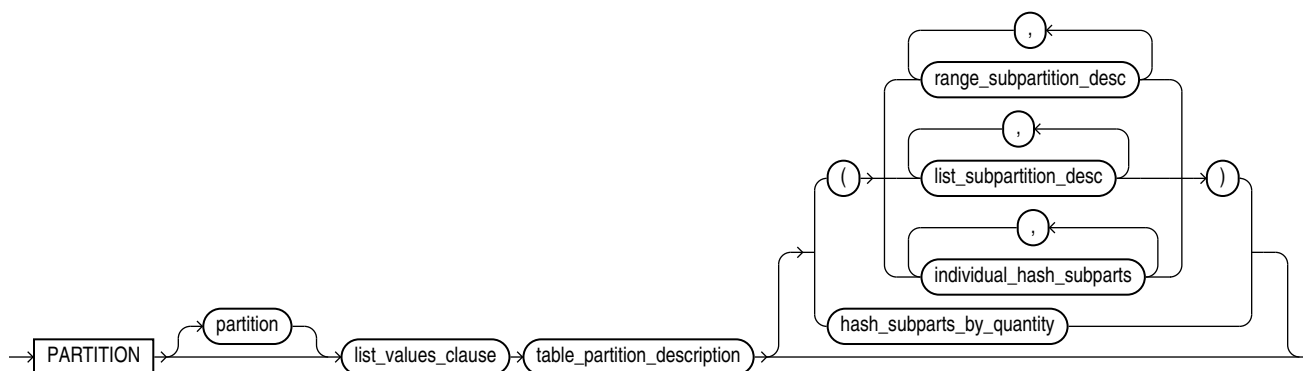 ,
range_subpartition_desc
,
( list_subpartition_desc )
,
individual_hash_subparts
partition hash_subparts_by_quantity
PARTITION list_values_clause table_partition_description